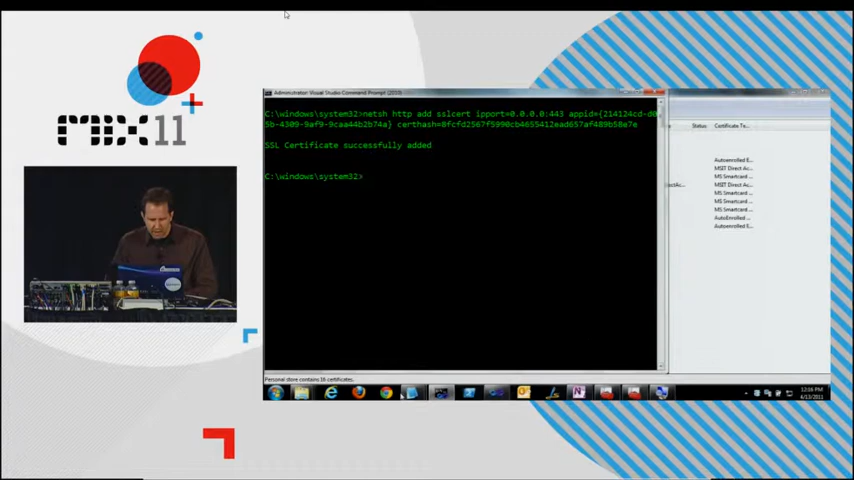 MIX11
Administrator: Visual Studio Command Prompt (2010)
C:\windows\system32>netsh http add sslcert ipport=0.0.0.0:443 appid={214124cd-d0
5b-4309-9af9-9caa44b2b74a} certhash=8fcfd2567f5990cb4655412ead657af489b58e7e
SSL Certificate successfully added
C:\windows\system32>
Status Certificate Te...
Autoenrolled E...
MSIT Direct Ac...
MS Smartcard ...
ectAc... MSIT Direct Ac...
MS Smartcard ...
MS Smartcard ...
MS Smartcard ...
AutoEnrolled ...
Autoenrolled E...
Personal store contains 16 certificates.
12:16 PM
4/13/2011